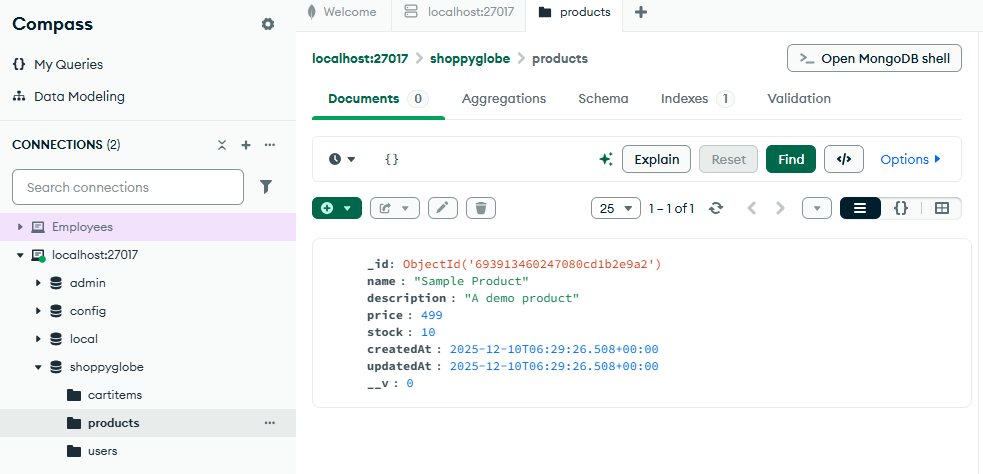 Compass
My Queries
Data Modeling
CONNECTIONS (2)
Search connections
Employees
localhost:27017
admin
config
local
shoppyglobe
cartitems
products
users
Welcome
localhost:27017
products
localhost:27017 > shoppyglobe > products
>_ Open MongoDB shell
Documents 0 Aggregations Schema Indexes 1 Validation
{} Explain Reset Find </> Options
25 1 – 1 of 1 {}
_id: ObjectId('693913460247080cd1b2e9a2')
name : "Sample Product"
description : "A demo product"
price : 499
stock : 10
createdAt : 2025-12-10T06:29:26.508+00:00
updatedAt : 2025-12-10T06:29:26.508+00:00
__v : 0